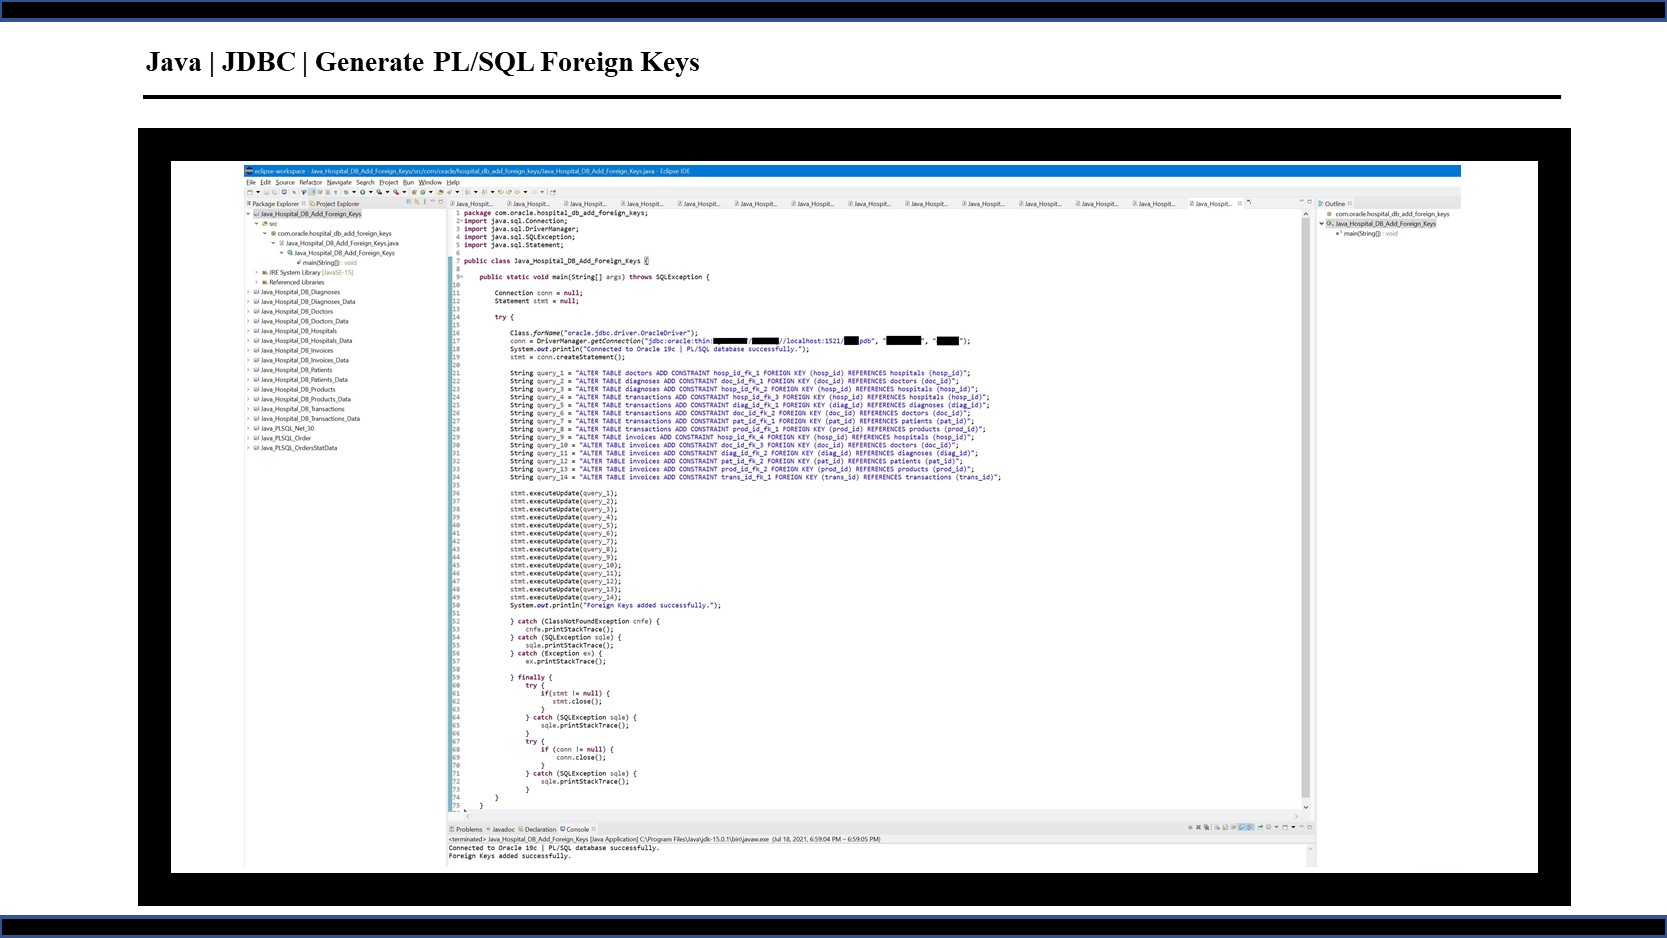 Java | JDBC | Generate PL/SQL Foreign Keys
eclipse-workspace - Java_Hospital_DB_Add_Foreign_Keys/src/com/oracle/hospital_db_add_foreign_keys/Java_Hospital_DB_Add_Foreign_Keys.java - Eclipse IDE
File Edit Source Refactor Navigate Search Project Run Window Help
Package Explorer Project Explorer
Java_Hospital_DB_Add_Foreign_Keys
src
com.oracle.hospital_db_add_foreign_keys
Java_Hospital_DB_Add_Foreign_Keys.java
Java_Hospital_DB_Add_Foreign_Keys
main(String[]) : void
JRE System Library [JavaSE-15]
Referenced Libraries
Java_Hospital_DB_Diagnoses
Java_Hospital_DB_Diagnoses_Data
Java_Hospital_DB_Doctors
Java_Hospital_DB_Doctors_Data
Java_Hospital_DB_Hospitals
Java_Hospital_DB_Hospitals_Data
Java_Hospital_DB_Invoices
Java_Hospital_DB_Invoices_Data
Java_Hospital_DB_Patients
Java_Hospital_DB_Patients_Data
Java_Hospital_DB_Products
Java_Hospital_DB_Products_Data
Java_Hospital_DB_Transactions
Java_Hospital_DB_Transactions_Data
Java_PLSQL_Net_30
Java_PLSQL_Order
Java_PLSQL_OrdersStatData
Java_Hospit... Java_Hospit... Java_Hospit... Java_Hospit... Java_Hospit... Java_Hospit... Java_Hospit... Java_Hospit... Java_Hospit... Java_Hospit... Java_Hospit... Java_Hospit... Java_Hospit... Java_Hospit...
1 package com.oracle.hospital_db_add_foreign_keys;
2 import java.sql.Connection;
3 import java.sql.DriverManager;
4 import java.sql.SQLException;
5 import java.sql.Statement;
6
7 public class Java_Hospital_DB_Add_Foreign_Keys {
8
9 public static void main(String[] args) throws SQLException {
10
11 Connection conn = null;
12 Statement stmt = null;
13
14 try {
15
16 Class.forName("oracle.jdbc.driver.OracleDriver");
17 conn = DriverManager.getConnection("jdbc:oracle:thin: / //localhost:1521/ pdb", " ", " ");
18 System.out.println("Connected to Oracle 19c | PL/SQL database successfully.");
19 stmt = conn.createStatement();
20
21 String query_1 = "ALTER TABLE doctors ADD CONSTRAINT hosp_id_fk_1 FOREIGN KEY (hosp_id) REFERENCES hospitals (hosp_id)";
22 String query_2 = "ALTER TABLE diagnoses ADD CONSTRAINT doc_id_fk_1 FOREIGN KEY (doc_id) REFERENCES doctors (doc_id)";
23 String query_3 = "ALTER TABLE diagnoses ADD CONSTRAINT hosp_id_fk_2 FOREIGN KEY (hosp_id) REFERENCES hospitals (hosp_id)";
24 String query_4 = "ALTER TABLE transactions ADD CONSTRAINT hosp_id_fk_3 FOREIGN KEY (hosp_id) REFERENCES hospitals (hosp_id)";
25 String query_5 = "ALTER TABLE transactions ADD CONSTRAINT diag_id_fk_1 FOREIGN KEY (diag_id) REFERENCES diagnoses (diag_id)";
26 String query_6 = "ALTER TABLE transactions ADD CONSTRAINT doc_id_fk_2 FOREIGN KEY (doc_id) REFERENCES doctors (doc_id)";
27 String query_7 = "ALTER TABLE transactions ADD CONSTRAINT pat_id_fk_1 FOREIGN KEY (pat_id) REFERENCES patients (pat_id)";
28 String query_8 = "ALTER TABLE transactions ADD CONSTRAINT prod_id_fk_1 FOREIGN KEY (prod_id) REFERENCES products (prod_id)";
29 String query_9 = "ALTER TABLE invoices ADD CONSTRAINT hosp_id_fk_4 FOREIGN KEY (hosp_id) REFERENCES hospitals (hosp_id)";
30 String query_10 = "ALTER TABLE invoices ADD CONSTRAINT doc_id_fk_3 FOREIGN KEY (doc_id) REFERENCES doctors (doc_id)";
31 String query_11 = "ALTER TABLE invoices ADD CONSTRAINT diag_id_fk_2 FOREIGN KEY (diag_id) REFERENCES diagnoses (diag_id)";
32 String query_12 = "ALTER TABLE invoices ADD CONSTRAINT pat_id_fk_2 FOREIGN KEY (pat_id) REFERENCES patients (pat_id)";
33 String query_13 = "ALTER TABLE invoices ADD CONSTRAINT prod_id_fk_2 FOREIGN KEY (prod_id) REFERENCES products (prod_id)";
34 String query_14 = "ALTER TABLE invoices ADD CONSTRAINT trans_id_fk_1 FOREIGN KEY (trans_id) REFERENCES transactions (trans_id)";
35
36 stmt.executeUpdate(query_1);
37 stmt.executeUpdate(query_2);
38 stmt.executeUpdate(query_3);
39 stmt.executeUpdate(query_4);
40 stmt.executeUpdate(query_5);
41 stmt.executeUpdate(query_6);
42 stmt.executeUpdate(query_7);
43 stmt.executeUpdate(query_8);
44 stmt.executeUpdate(query_9);
45 stmt.executeUpdate(query_10);
46 stmt.executeUpdate(query_11);
47 stmt.executeUpdate(query_12);
48 stmt.executeUpdate(query_13);
49 stmt.executeUpdate(query_14);
50 System.out.println("Foreign Keys added successfully.");
51
52 } catch (ClassNotFoundException cnfe) {
53 cnfe.printStackTrace();
54 } catch (SQLException sqle) {
55 sqle.printStackTrace();
56 } catch (Exception ex) {
57 ex.printStackTrace();
58
59 } finally {
60 try {
61 if(stmt != null) {
62 stmt.close();
63 }
64 } catch (SQLException sqle) {
65 sqle.printStackTrace();
66 }
67 try {
68 if (conn != null) {
69 conn.close();
70 }
71 } catch (SQLException sqle) {
72 sqle.printStackTrace();
73 }
74 }
75 }
Outline
com.oracle.hospital_db_add_foreign_keys
Java_Hospital_DB_Add_Foreign_Keys
main(String[]) : void
Problems Javadoc Declaration Console
<terminated> Java_Hospital_DB_Add_Foreign_Keys [Java Application] C:\Program Files\Java\jdk-15.0.1\bin\javaw.exe (Jul 18, 2021, 6:59:04 PM – 6:59:05 PM)
Connected to Oracle 19c | PL/SQL database successfully.
Foreign Keys added successfully.